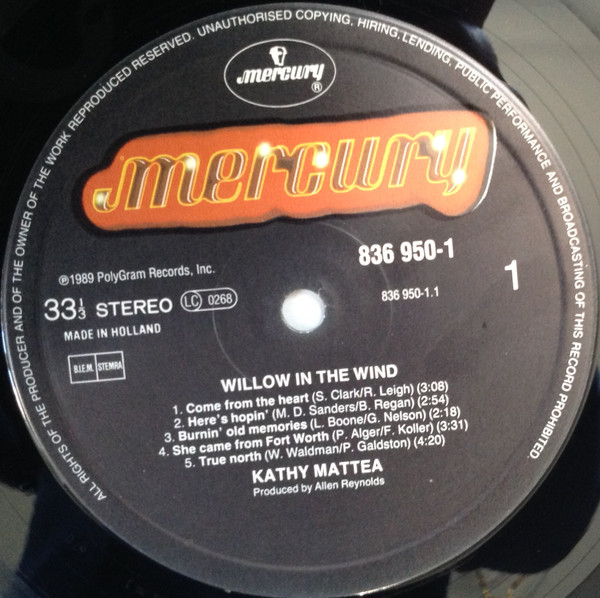 ALL RIGHTS OF THE PRODUCER AND OF THE OWNER OF THE WORK REPRODUCED RESERVED. UNAUTHORISED COPYING, HIRING, LENDING, PUBLIC PERFORMANCE AND BROADCASTING OF THIS RECORD PROHIBITED.
mercury ®
mercury
836 950-1
℗1989 PolyGram Records, Inc.
1
33 1/3 STEREO LC 0268
836 950-1.1
MADE IN HOLLAND
B.I.E.M. STEMRA
WILLOW IN THE WIND
1. Come from the heart (S. Clark/R. Leigh) (3:08)
2. Here's hopin' (M. D. Sanders/B. Regan) (2:54)
3. Burnin' old memories (L. Boone/G. Nelson) (2:18)
4. She came from Fort Worth (P. Alger/F. Koller) (3:31)
5. True north (W. Waldman/P. Galdston) (4:20)
KATHY MATTEA
Produced by Allen Reynolds